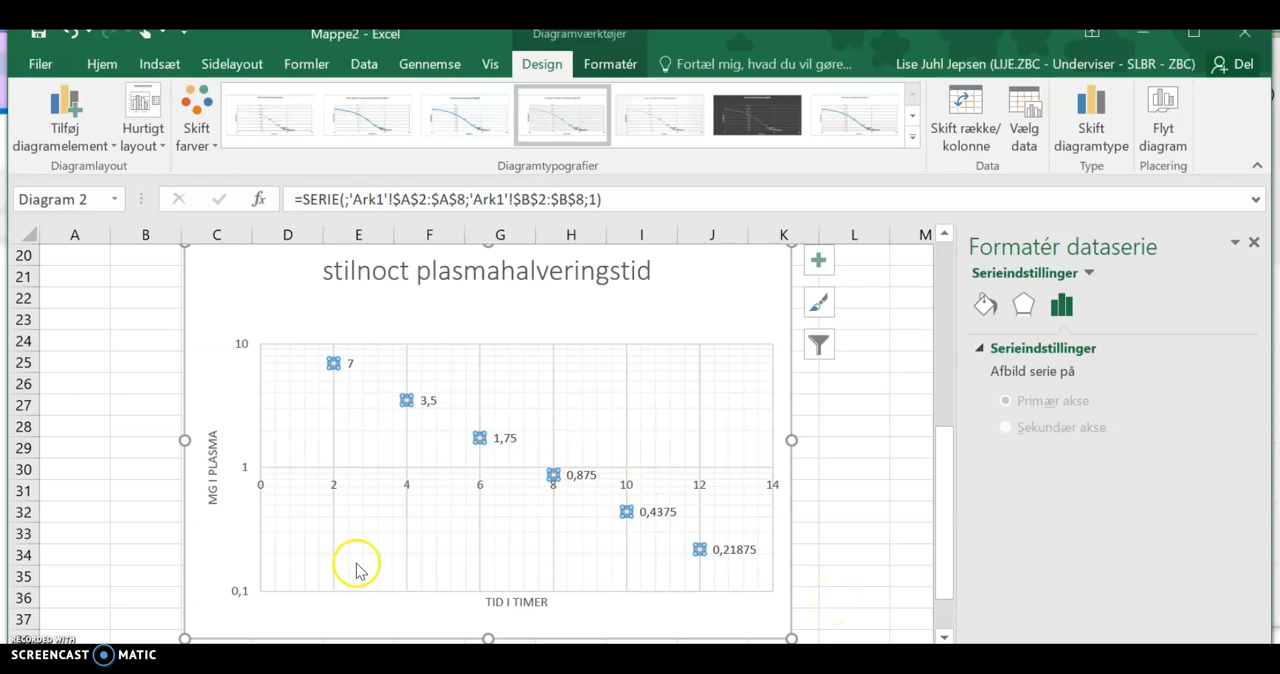 Mappe2 - Excel
Diagramværktøjer
Filer
Hjem
Indsæt
Sidelayout
Formler
Data
Gennemse
Vis
Design
Formatér
Fortæl mig, hvad du vil gøre...
Lise Juhl Jepsen (LIJE.ZBC - Underviser - SLBR - ZBC)
Del
Tilføj
diagramelement
Hurtigt
layout
Skift
farver
Skift række/
kolonne
Vælg
data
Skift
diagramtype
Flyt
diagram
Diagramlayout
Diagramtypografier
Data
Type
Placering
Diagram 2
fx
=SERIE(;'Ark1'!$A$2:$A$8;'Ark1'!$B$2:$B$8;1)
A B C D E F G H I J K L M
20
21
22
23
24
25
26
27
28
29
30
31
32
33
34
35
36
37
stilnoct plasmahalveringstid
10
7
3,5
1,75
1
0,875
0 2 4 6 8 10 12 14
0,4375
0,21875
0,1
MG I PLASMA
TID I TIMER
Formatér dataserie
Serieindstillinger
Serieindstillinger
Afbild serie på
Primær akse
Sekundær akse
RECORDED WITH
SCREENCAST MATIC